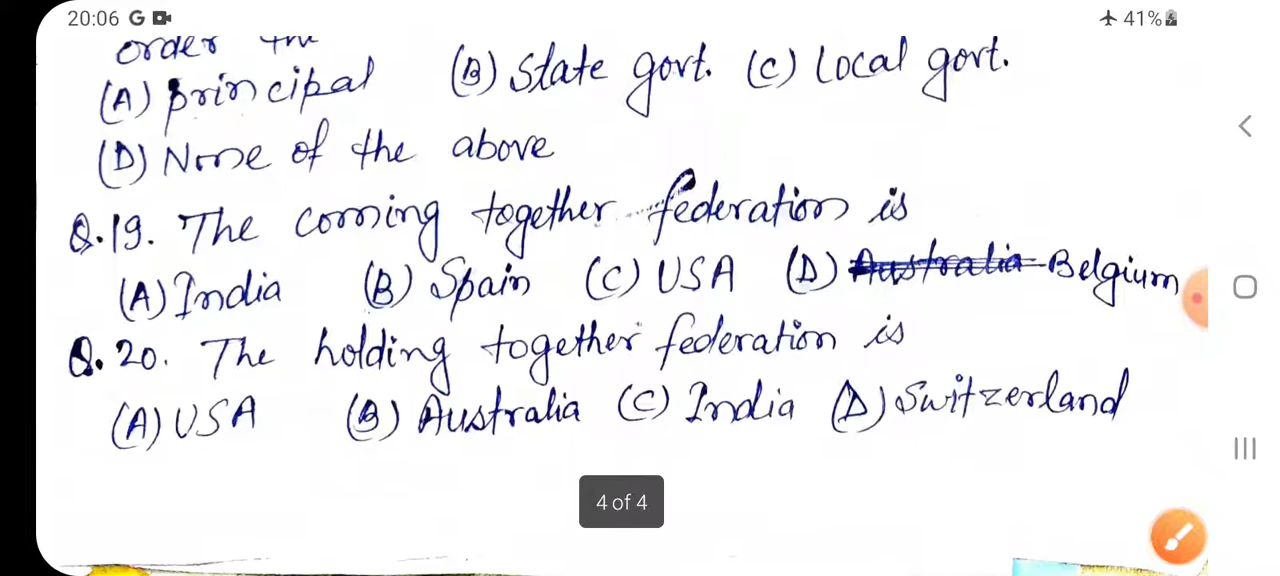 20:06 G 41%
order the
(A) principal (B) State govt. (C) Local govt.
(D) None of the above
Q.19. The coming together federation is
(A) India (B) Spain (C) USA (D) Australia Belgium
Q.20. The holding together federation is
(A) USA (B) Australia (C) India (D) Switzerland
4 of 4